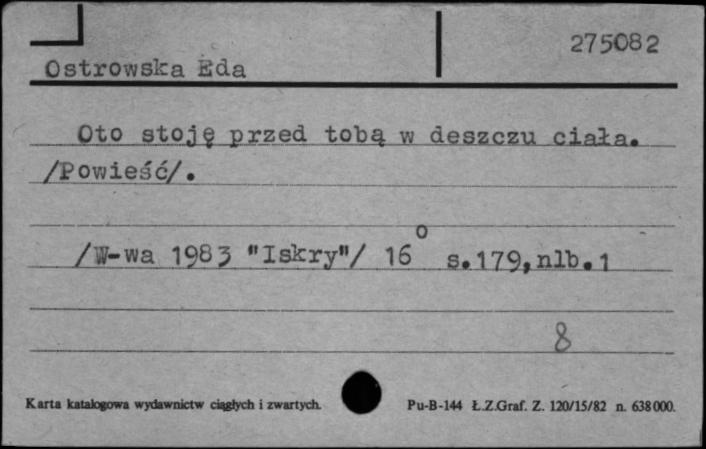 275082
Ostrowska Eda
Oto stoję przed tobą w deszczu ciała.
/Powieść/.
/W-wa 1983 "Iskry"/ 16° s.179,nlb.1
8
Karta katalogowa wydawnictw ciągłych i zwartych. Pu-B-144 Ł.Z.Graf. Z. 120/15/82 n. 638000.